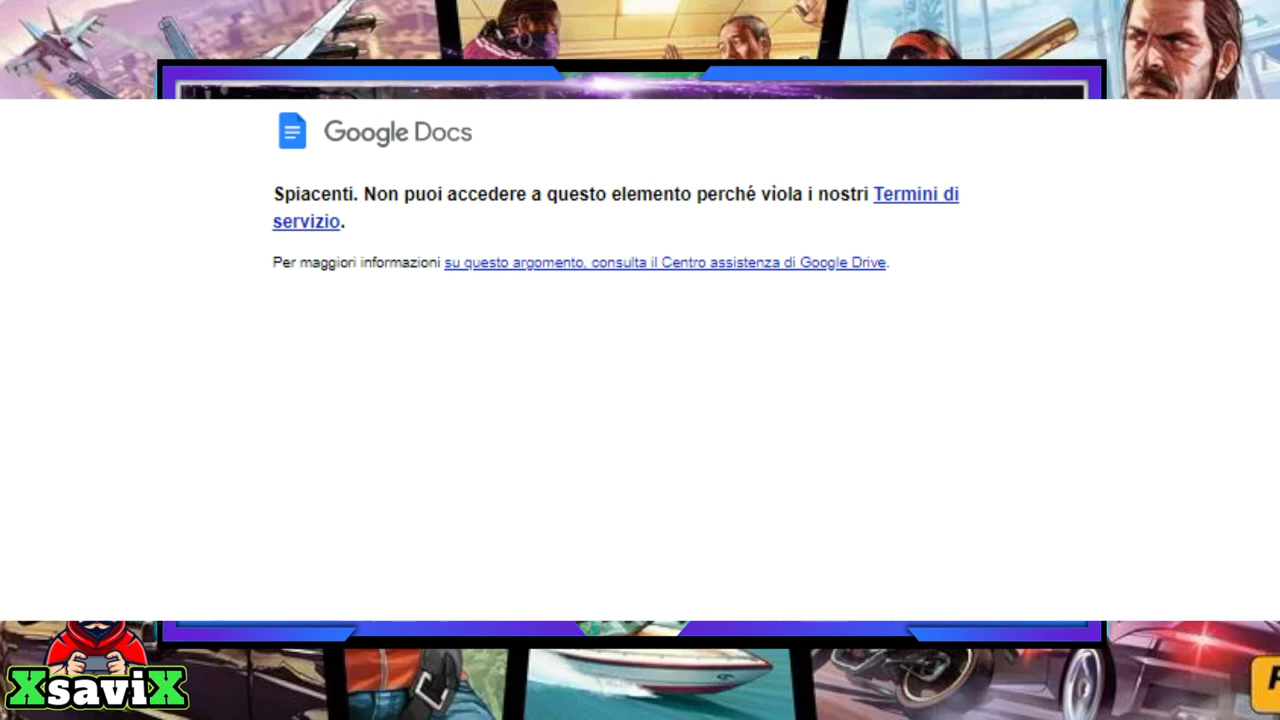 Google Docs
Spiacenti. Non puoi accedere a questo elemento perché viola i nostri Termini di
servizio.
Per maggiori informazioni su questo argomento, consulta il Centro assistenza di Google Drive.
XsaviX